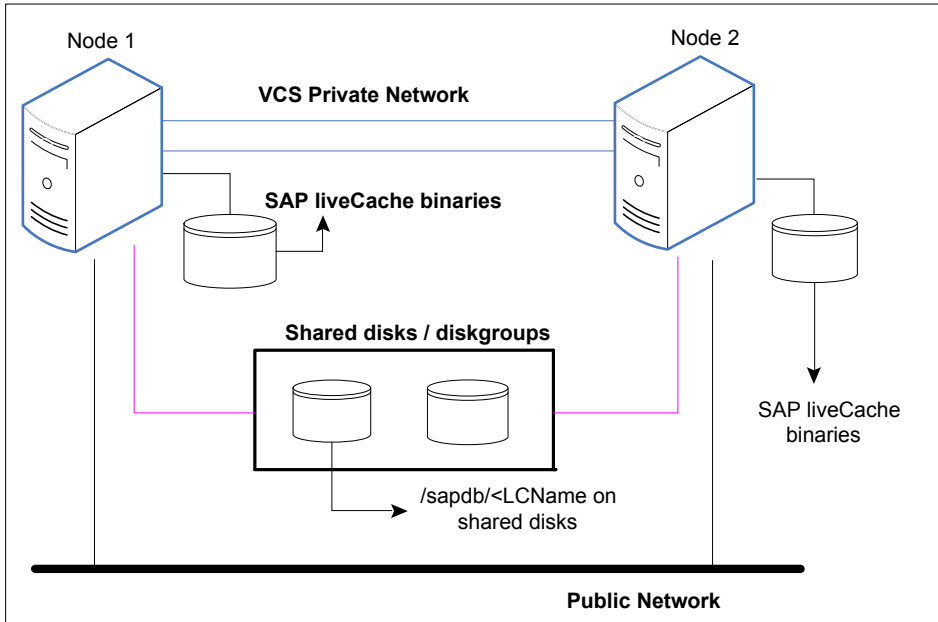 Node 1
Node 2
VCS Private Network
SAP liveCache binaries
Shared disks / diskgroups
SAP liveCache
binaries
/sapdb/<LCName on
shared disks
Public Network